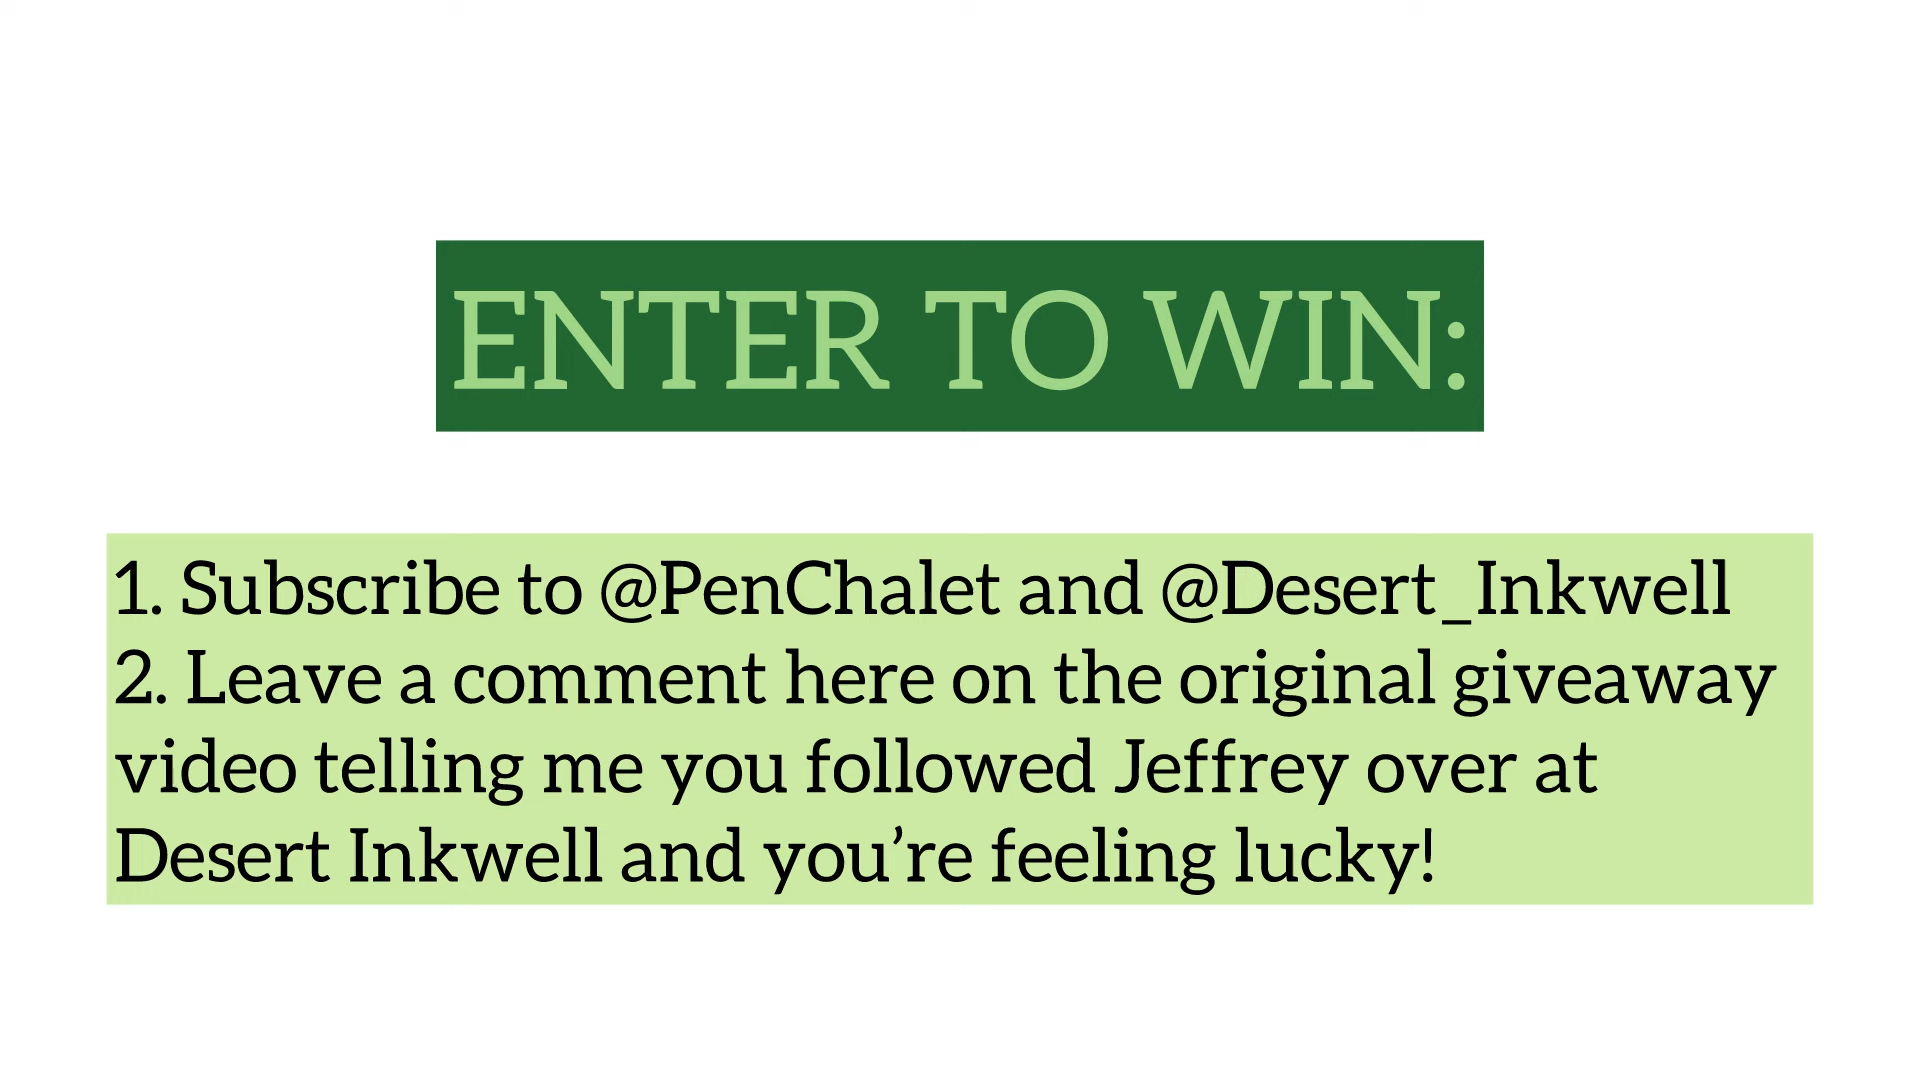 ENTER TO WIN:
1. Subscribe to @PenChalet and @Desert_Inkwell
2. Leave a comment here on the original giveaway
video telling me you followed Jeffrey over at
Desert Inkwell and you’re feeling lucky!